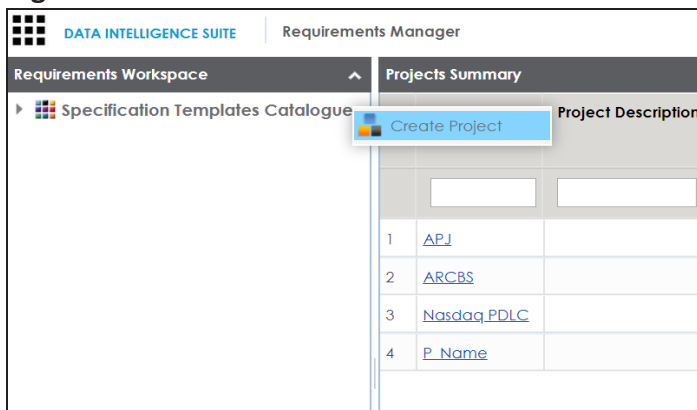 DATA INTELLIGENCE SUITE Requirements Manager
Requirements Workspace Projects Summary
Specification Templates Catalogue
Create Project
Project Description
1 APJ
2 ARCBS
3 Nasdaq PDLC
4 P_Name